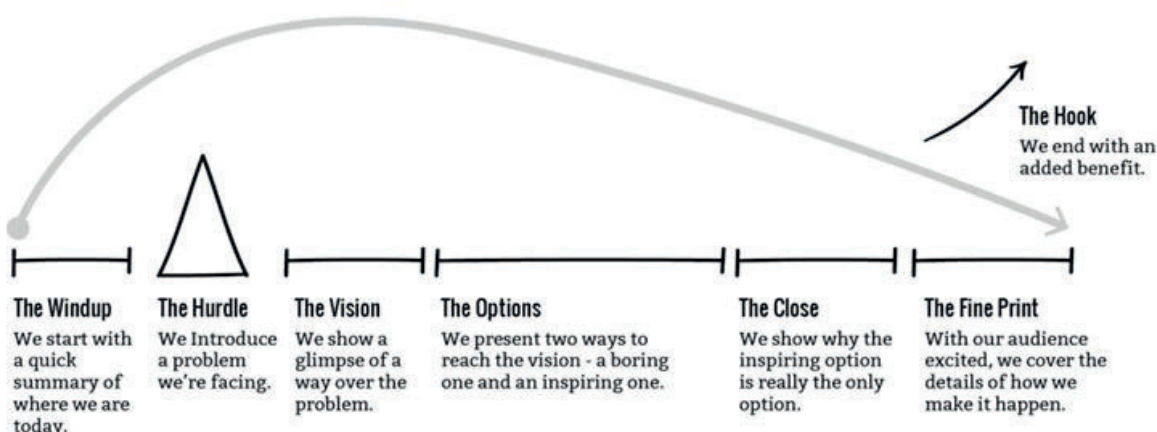 The Windup
We start with
a quick
summary of
where we are
today.
The Hurdle
We Introduce
a problem
we're facing.
The Vision
We show a
glimpse of a
way over the
problem.
The Options
We present two ways to
reach the vision - a boring
one and an inspiring one.
The Close
We show why the
inspiring option
is really the only
option.
The Fine Print
With our audience
excited, we cover the
details of how we
make it happen.
The Hook
We end with an
added benefit.